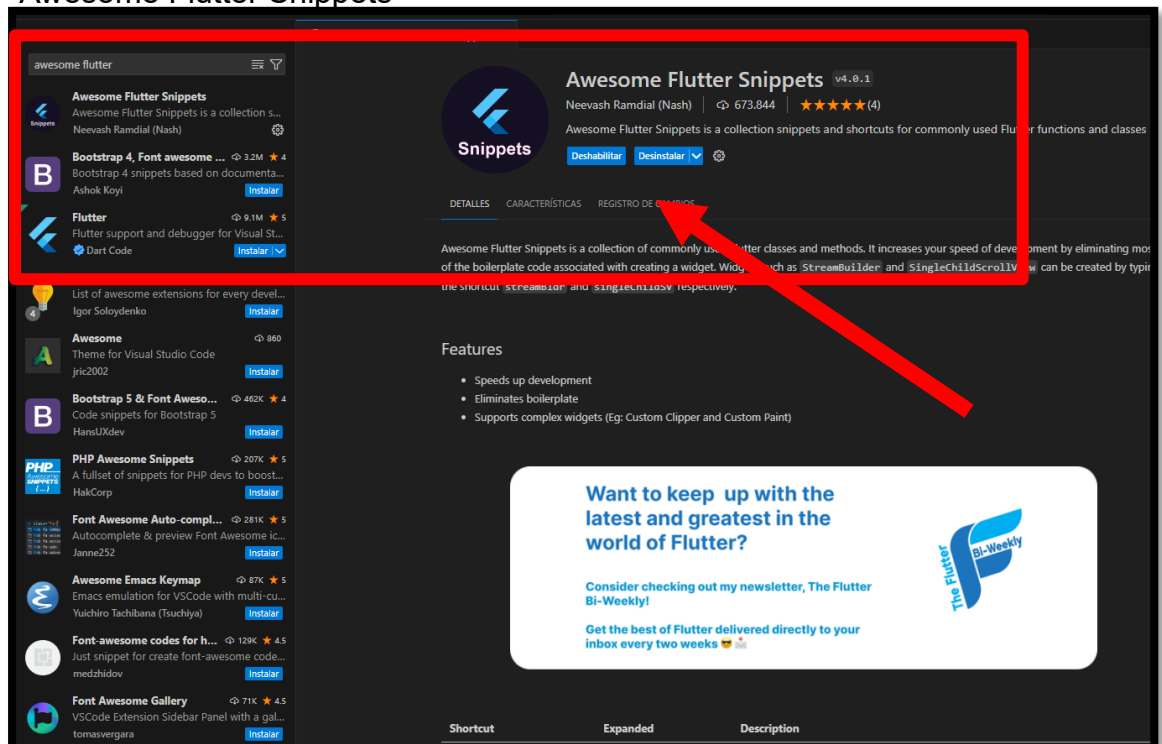 Awesome Flutter Snippets
awesome flutter
Awesome Flutter Snippets
Awesome Flutter Snippets is a collection s...
Neevash Ramdial (Nash)
Bootstrap 4, Font awesome ... 3.2M ★ 4
Bootstrap 4 snippets based on documenta...
Ashok Koyi Instalar
Flutter 9.1M ★ 5
Flutter support and debugger for Visual St...
Dart Code Instalar
List of awesome extensions for every devel...
4 Igor Soloydenko Instalar
Awesome 860
Theme for Visual Studio Code
jric2002 Instalar
Bootstrap 5 & Font Aweso... 462K ★ 4
Code snippets for Bootstrap 5
HansUXdev Instalar
PHP Awesome Snippets 207K ★ 5
A fullset of snippets for PHP devs to boost...
HakCorp Instalar
Font Awesome Auto-compl... 281K ★ 5
Autocomplete & preview Font Awesome ic...
Janne252 Instalar
Awesome Emacs Keymap 87K ★ 5
Emacs emulation for VSCode with multi-cu...
Yuichiro Tachibana (Tsuchiya) Instalar
Font-awesome codes for h... 129K ★ 4.5
Just snippet for create font-awesome code...
medzhidov Instalar
Font Awesome Gallery 71K ★ 4.5
VSCode Extension Sidebar Panel with a gal...
tomasvergara Instalar
Snippets
Awesome Flutter Snippets v4.0.1
Neevash Ramdial (Nash) 673.844 ★★★★★(4)
Awesome Flutter Snippets is a collection snippets and shortcuts for commonly used Flutter functions and classes
Deshabilitar Desinstalar
DETALLES CARACTERÍSTICAS REGISTRO DE
Awesome Flutter Snippets is a collection of commonly used Flutter classes and methods. It increases your speed of development by eliminating mos
of the boilerplate code associated with creating a widget. Widgets such as StreamBuilder and SingleChildScrollView can be created by typi
the shortcut streamBldr and singleChildSV respectively.
Features
• Speeds up development
• Eliminates boilerplate
• Supports complex widgets (Eg: Custom Clipper and Custom Paint)
Want to keep up with the
latest and greatest in the
world of Flutter?
Consider checking out my newsletter, The Flutter
Bi-Weekly!
Get the best of Flutter delivered directly to your
inbox every two weeks 😎📩
The Flutter
Bi-Weekly
Shortcut Expanded Description